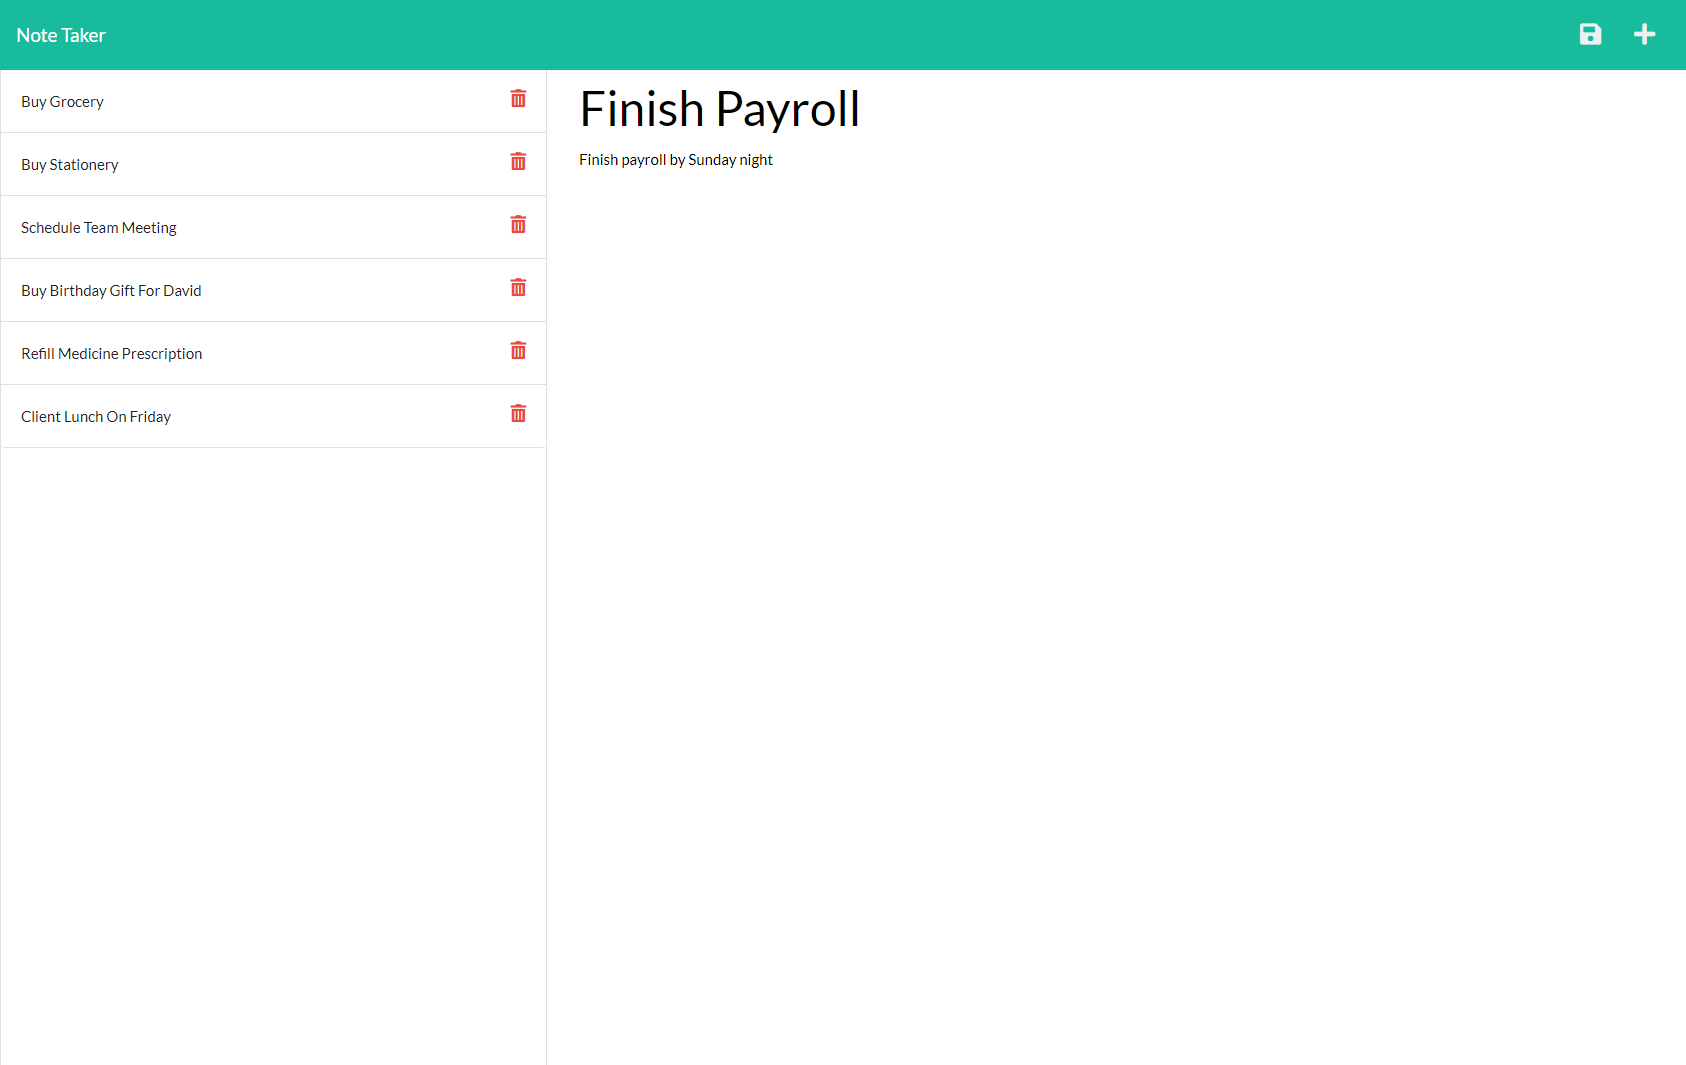 Note Taker
Buy Grocery
Buy Stationery
Schedule Team Meeting
Buy Birthday Gift For David
Refill Medicine Prescription
Client Lunch On Friday
Finish Payroll
Finish payroll by Sunday night